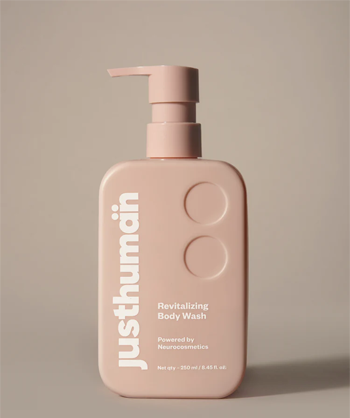 justhumän
Revitalizing
Body Wash
Powered by
Neurocosmetics
Net qty - 250 ml / 8.45 fl. oz.